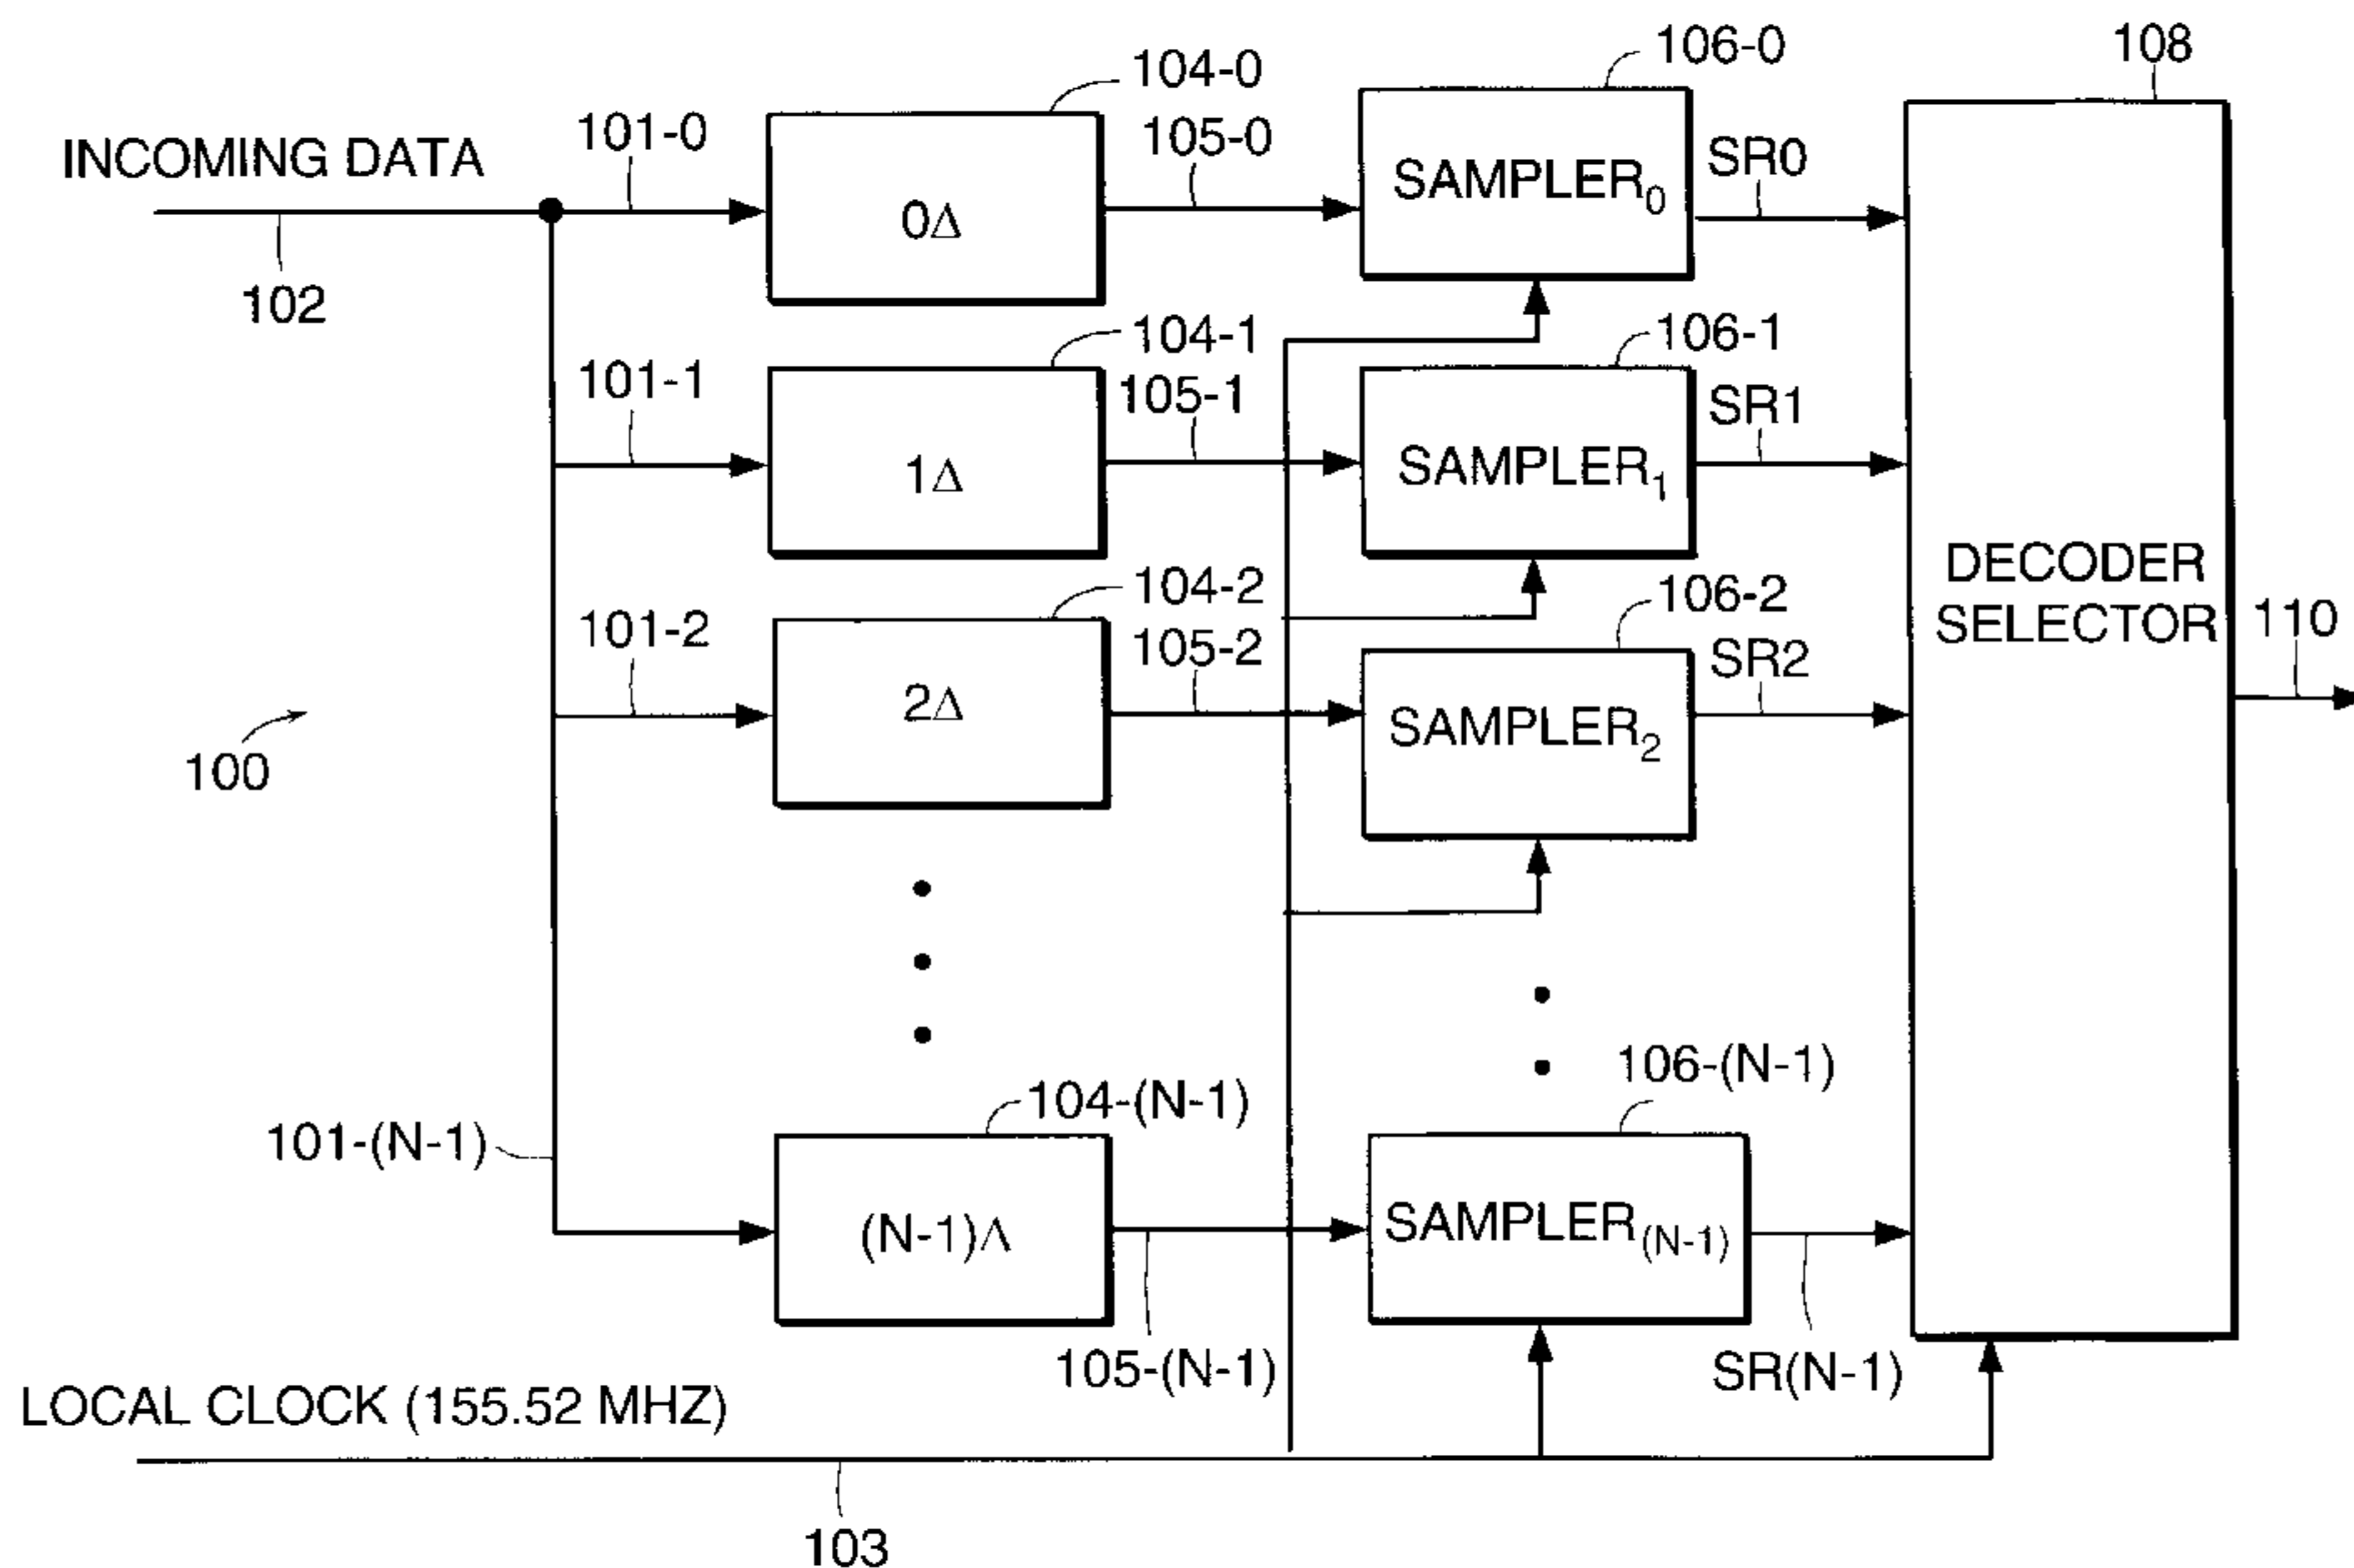 106-0
108
104-0
INCOMING DATA
101-0
105-0
SAMPLER0
SR0
0Δ
102
104-1
106-1
101-1
105-1
SR1
1Δ
SAMPLER1
104-2
106-2
DECODER
SELECTOR
101-2
105-2
SR2
110
2Δ
SAMPLER2
100
106-(N-1)
104-(N-1)
101-(N-1)
(N-1)Λ
SAMPLER(N-1)
105-(N-1)
SR(N-1)
LOCAL CLOCK (155.52 MHZ)
103